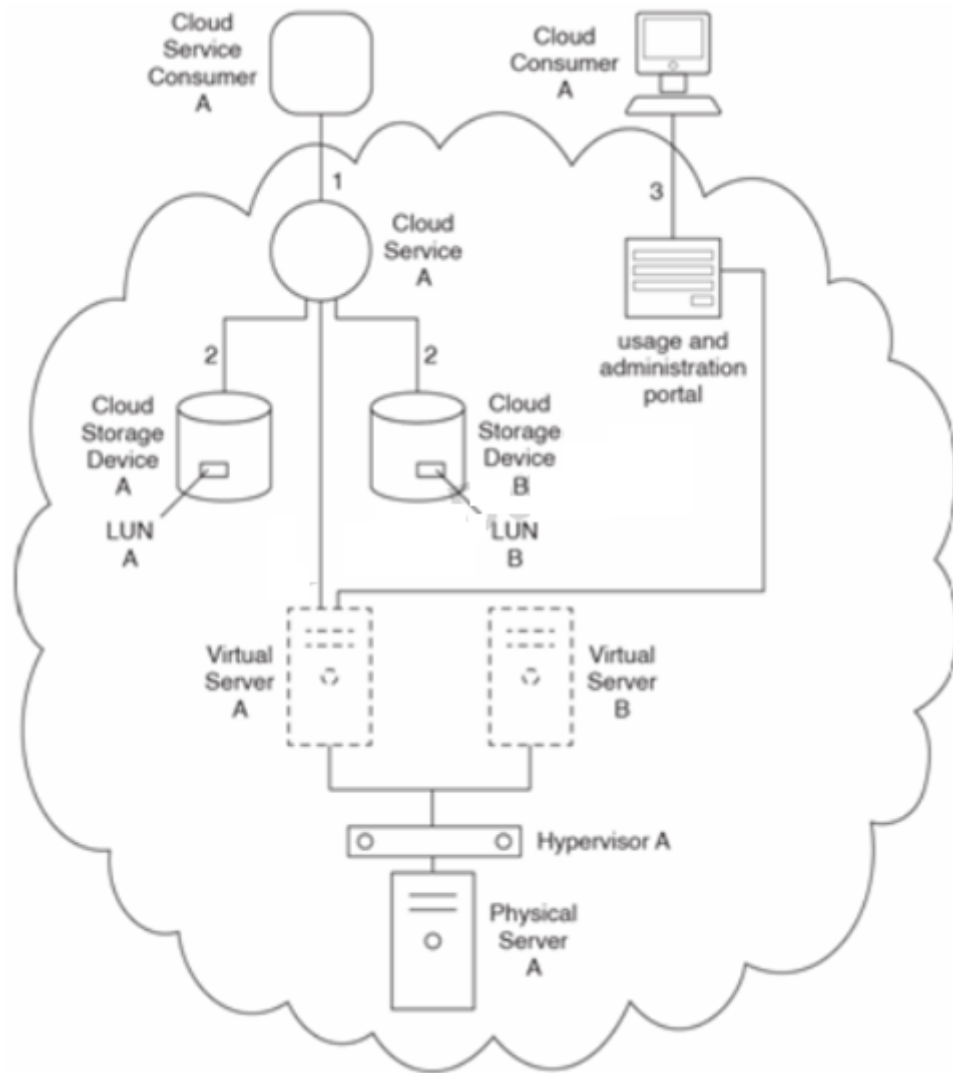 Cloud
Service
Consumer
A
Cloud
Consumer
A
1
3
Cloud
Service
A
usage and
administration
portal
2
2
Cloud
Storage
Device
A
Cloud
Storage
Device
B
LUN
A
LUN
B
Virtual
Server
A
Virtual
Server
B
Hypervisor A
Physical
Server
A